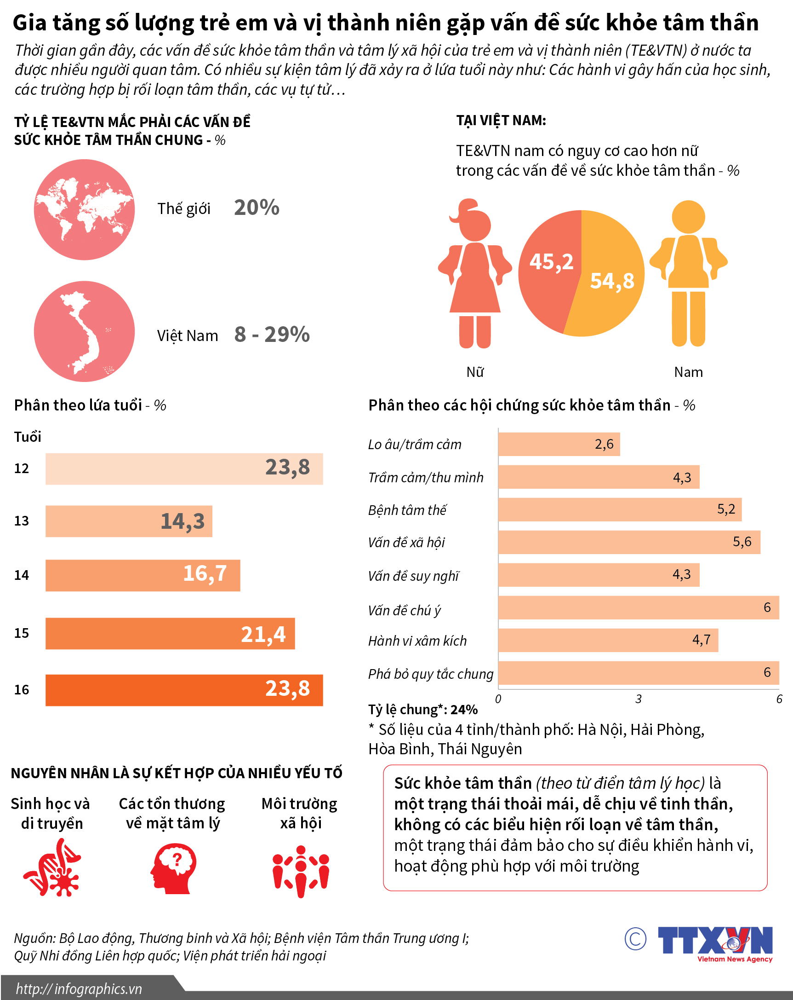 Gia tăng số lượng trẻ em và vị thành niên gặp vấn đề sức khỏe tâm thần
Thời gian gần đây, các vấn đề sức khỏe tâm thần và tâm lý xã hội của trẻ em và vị thành niên (TE&VTN) ở nước ta
được nhiều người quan tâm. Có nhiều sự kiện tâm lý đã xảy ra ở lứa tuổi này như: Các hành vi gây hấn của học sinh,
các trường hợp bị rối loạn tâm thần, các vụ tự tử...
TỶ LỆ TE&VTN MẮC PHẢI CÁC VẤN ĐỀ
SỨC KHỎE TÂM THẦN CHUNG - %
Thế giới 20%
Việt Nam 8 - 29%
TẠI VIỆT NAM:
TE&VTN nam có nguy cơ cao hơn nữ
trong các vấn đề về sức khỏe tâm thần - %
45,2
54,8
Nữ
Nam
Phân theo lứa tuổi - %
Tuổi
12 23,8
13 14,3
14 16,7
15 21,4
16 23,8
Phân theo các hội chứng sức khỏe tâm thần - %
Lo âu/trầm cảm 2,6
Trầm cảm/thu mình 4,3
Bệnh tâm thế 5,2
Vấn đề xã hội 5,6
Vấn đề suy nghĩ 4,3
Vấn đề chú ý 6
Hành vi xâm kích 4,7
Phá bỏ quy tắc chung 6
0 3 6
Tỷ lệ chung*: 24%
* Số liệu của 4 tỉnh/thành phố: Hà Nội, Hải Phòng,
Hòa Bình, Thái Nguyên
NGUYÊN NHÂN LÀ SỰ KẾT HỢP CỦA NHIỀU YẾU TỐ
Sinh học và
di truyền
Các tổn thương
về mặt tâm lý
Môi trường
xã hội
?
Sức khỏe tâm thần (theo từ điển tâm lý học) là
một trạng thái thoải mái, dễ chịu về tinh thần,
không có các biểu hiện rối loạn về tâm thần,
một trạng thái đảm bảo cho sự điều khiển hành vi,
hoạt động phù hợp với môi trường
Nguồn: Bộ Lao động, Thương binh và Xã hội; Bệnh viện Tâm thần Trung ương I;
Quỹ Nhi đồng Liên hợp quốc; Viện phát triển hải ngoại
© TTXVN
Vietnam News Agency
http:// infographics.vn